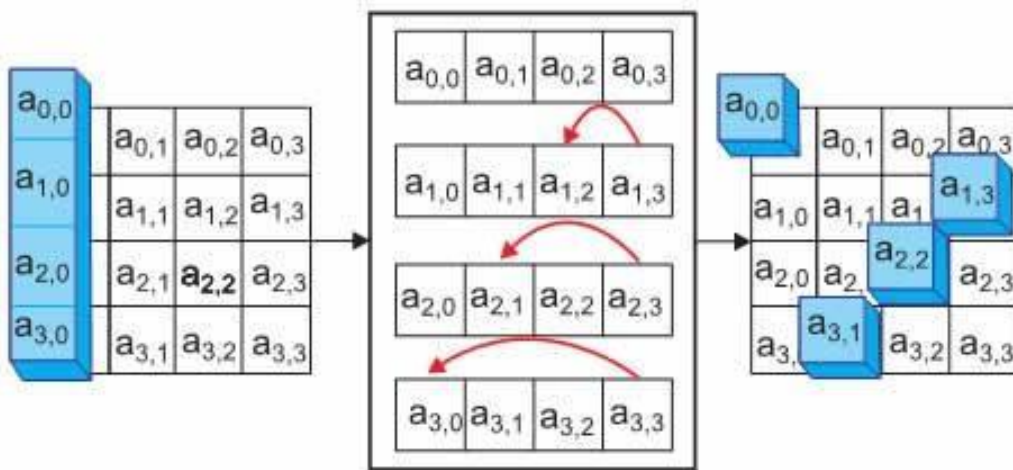 a0,0
a1,0
a2,0
a3,0
a0,1 a0,2 a0,3
a1,1 a1,2 a1,3
a2,1 a2,2 a2,3
a3,1 a3,2 a3,3
a0,0 a0,1 a0,2 a0,3
a1,0 a1,1 a1,2 a1,3
a2,0 a2,1 a2,2 a2,3
a3,0 a3,1 a3,2 a3,3
a0,0
a0,1 a0,2 a0,3
a1,0 a1,1 a1 a1,3
a2,0 a2, a2,2 a2,3
a3, a3,1 a3,2 a3,3